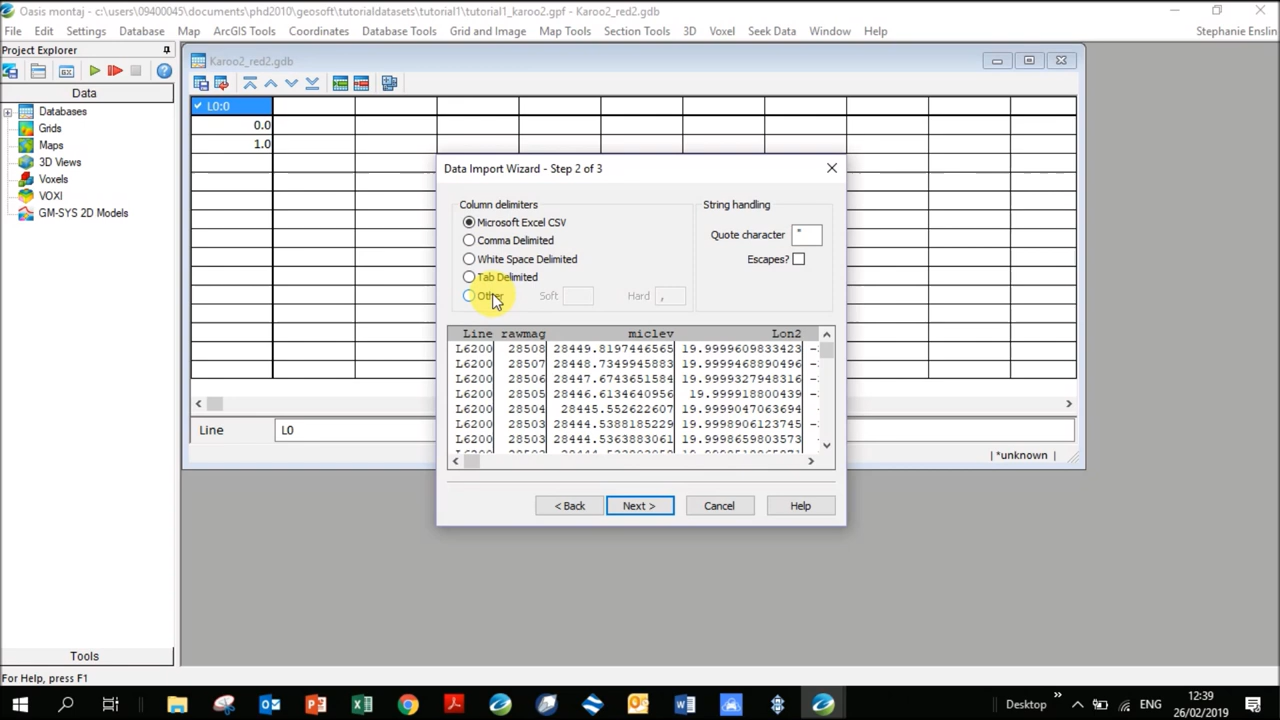 Oasis montaj - c:\users\09400045\documents\phd2010\geosoft\tutorialdatasets\tutorial1\tutorial1_karoo2.gpf - Karoo2_red2.gdb
File Edit Settings Database Map ArcGIS Tools Coordinates Database Tools Grid and Image Map Tools Section Tools 3D Voxel Seek Data Window Help Stephanie Enslin
Project Explorer
Data
Databases
Grids
Maps
3D Views
Voxels
VOXI
GM-SYS 2D Models
Tools
Karoo2_red2.gdb
L0:0
0.0
1.0
Line L0
*unknown
Data Import Wizard - Step 2 of 3
Column delimiters
Microsoft Excel CSV
Comma Delimited
White Space Delimited
Tab Delimited
Other Soft Hard ,
String handling
Quote character "
Escapes?
Line rawmag miclev Lon2
L6200 28508 28449.8197446565 19.9999609833423
L6200 28507 28448.7349945883 19.9999468890496
L6200 28506 28447.6743651584 19.9999327948316
L6200 28505 28446.6134640956 19.999918800439
L6200 28504 28445.552622607 19.9999047063694
L6200 28503 28444.5388185229 19.9998906123745
L6200 28503 28444.5363883061 19.9998659803573
< Back Next > Cancel Help
For Help, press F1
Desktop ENG 12:39
26/02/2019